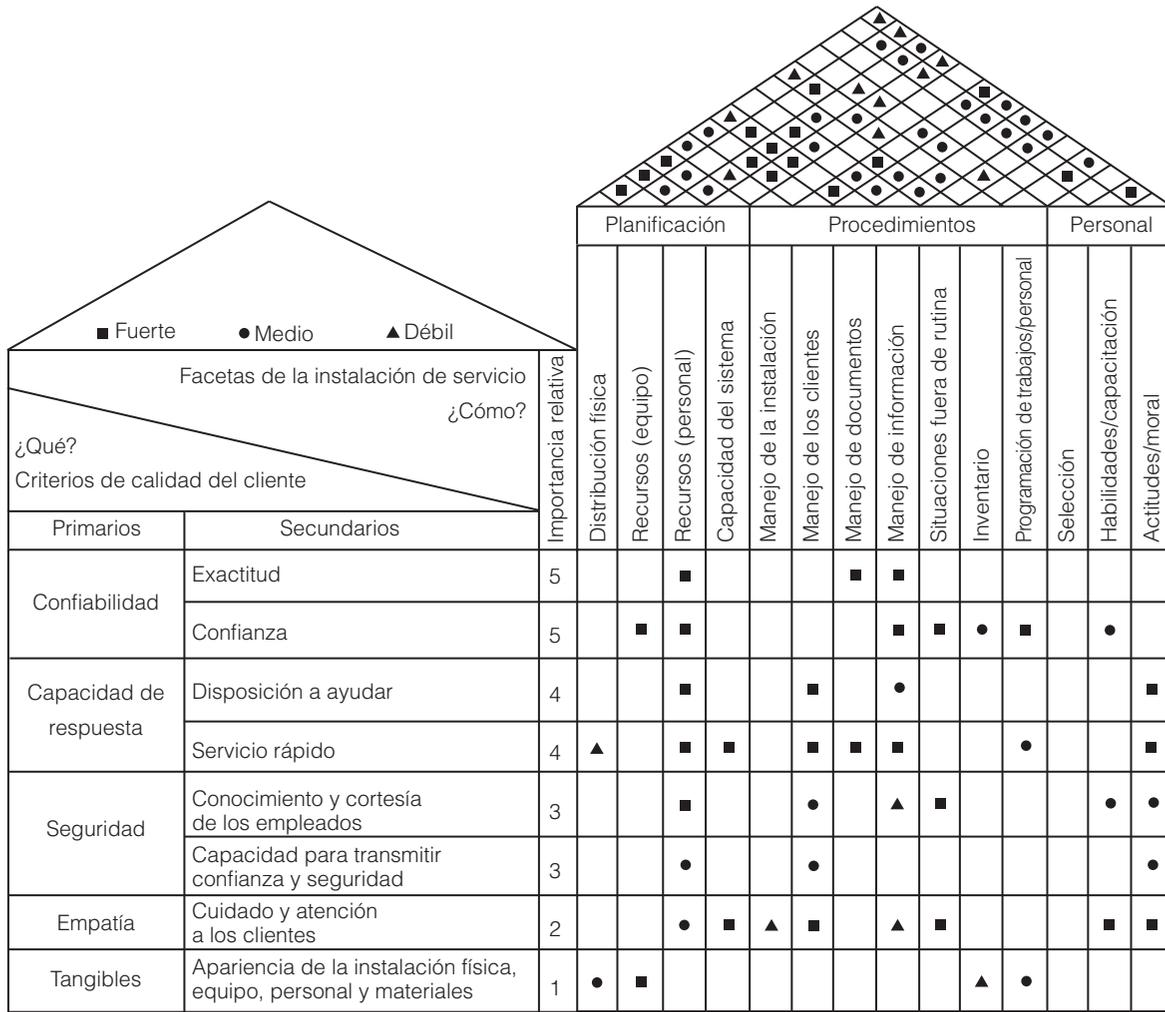 Planificación
Procedimientos
Personal
Fuerte
Medio
Débil
Facetas de la instalación de servicio
¿Cómo?
¿Qué?
Criterios de calidad del cliente
Importancia relativa
Distribución física
Recursos (equipo)
Recursos (personal)
Capacidad del sistema
Manejo de la instalación
Manejo de los clientes
Manejo de documentos
Manejo de información
Situaciones fuera de rutina
Inventario
Programación de trabajos/personal
Selección
Habilidades/capacitación
Actitudes/moral
Primarios
Secundarios
Confiabilidad
Exactitud
5
Confianza
5
Capacidad de
respuesta
Disposición a ayudar
4
Servicio rápido
4
Seguridad
Conocimiento y cortesía
de los empleados
3
Capacidad para transmitir
confianza y seguridad
3
Empatía
Cuidado y atención
a los clientes
2
Tangibles
Apariencia de la instalación física,
equipo, personal y materiales
1